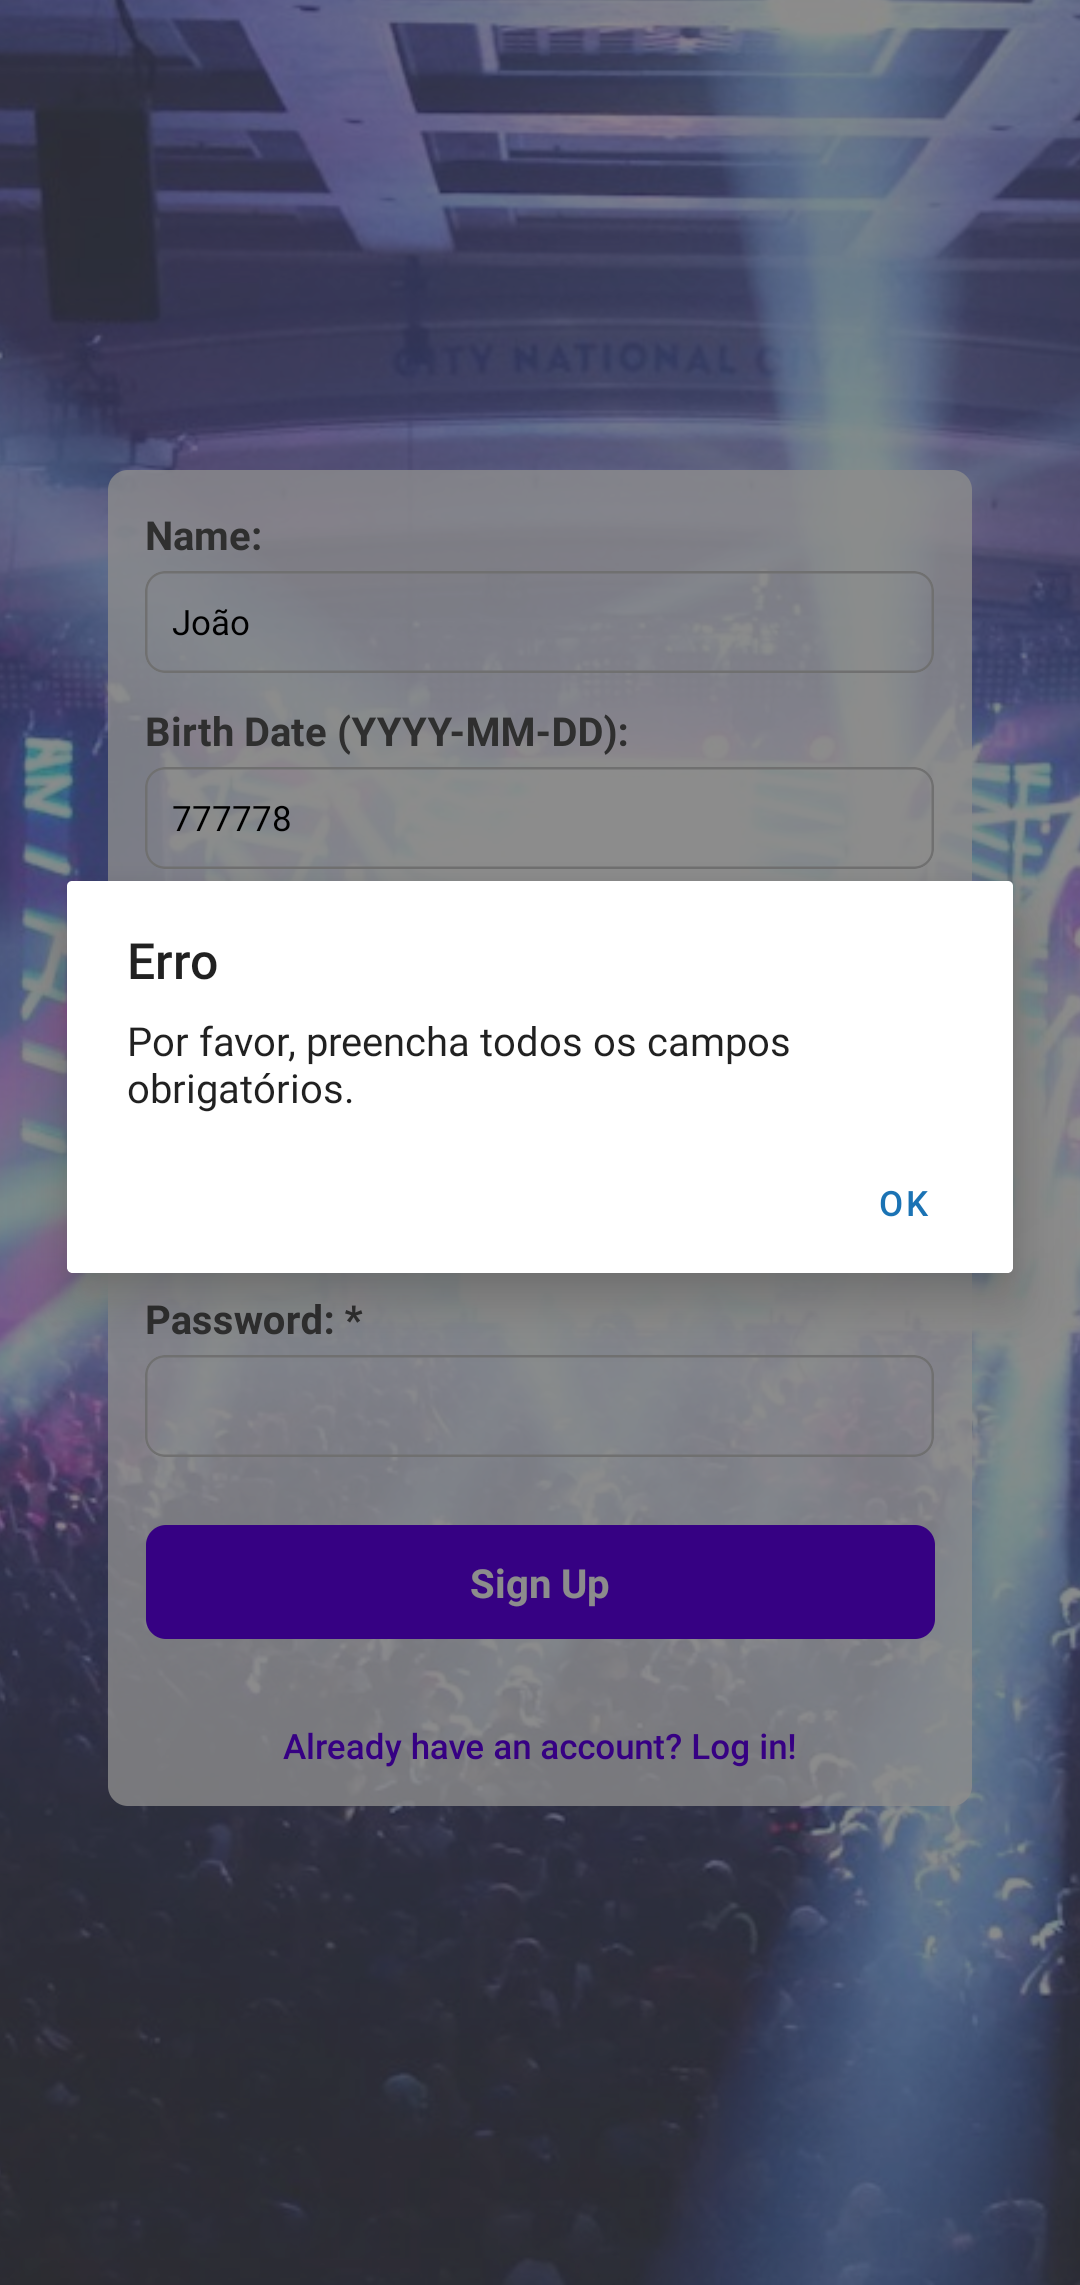 CITY NATIONAL CI
Name:
João
Birth Date (YYYY-MM-DD):
777778
Erro
Por favor, preencha todos os campos
obrigatórios.
OK
Password: *
Sign Up
Already have an account? Log in!